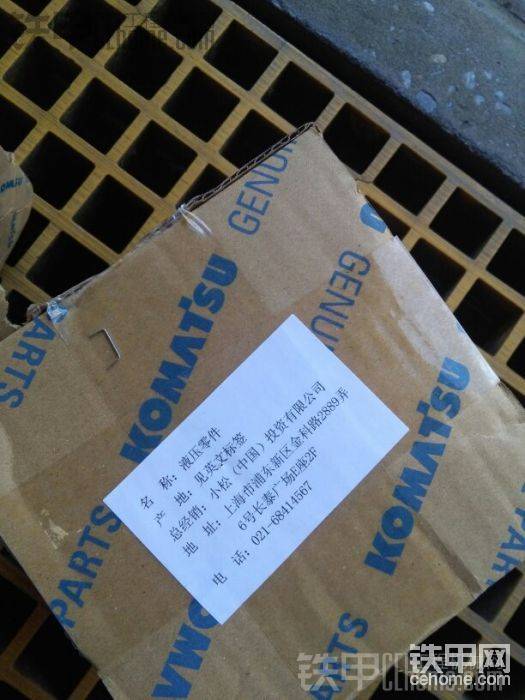 GENUI
KOMATSU
PARTS
GENUI
KOMATSU
PARTS
名    称：液压零件
产    地：见英文标签
总经销：小松（中国）投资有限公司
地    址：上海市浦东新区金科路2889弄
6号长泰广场E座2F
电    话：021-68414567
铁甲网
cehome.com